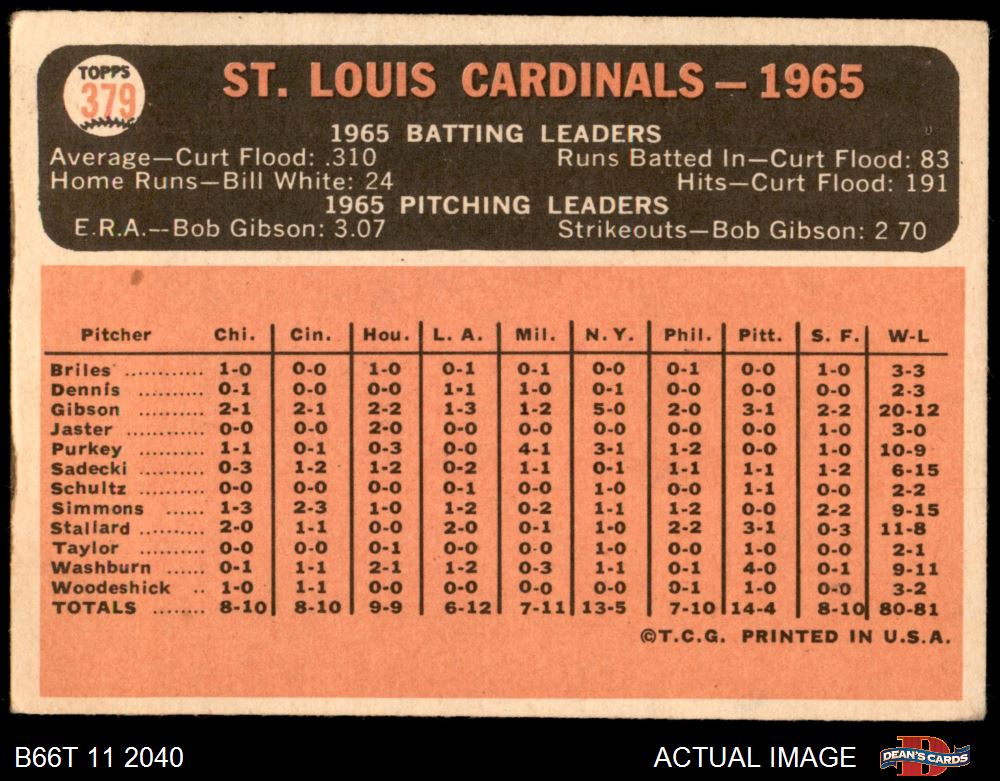 TOPPS
379
ST. LOUIS CARDINALS — 1965
1965 BATTING LEADERS
Average—Curt Flood: .310 Runs Batted In—Curt Flood: 83
Home Runs—Bill White: 24 Hits—Curt Flood: 191
1965 PITCHING LEADERS
E.R.A.--Bob Gibson: 3.07 Strikeouts—Bob Gibson: 2 70
Pitcher Chi. Cin. Hou. L. A. Mil. N. Y. Phil. Pitt. S. F. W-L
Briles ............ 1-0 0-0 1-0 0-1 0-1 0-0 0-1 0-0 1-0 3-3
Dennis .......... 0-1 0-0 0-0 1-1 1-0 0-1 0-0 0-0 0-0 2-3
Gibson .......... 2-1 2-1 2-2 1-3 1-2 5-0 2-0 3-1 2-2 20-12
Jaster ............ 0-0 0-0 2-0 0-0 0-0 0-0 0-0 0-0 1-0 3-0
Purkey .......... 1-1 0-1 0-3 0-0 4-1 3-1 1-2 0-0 1-0 10-9
Sadecki .......... 0-3 1-2 1-2 0-2 1-1 0-1 1-1 1-1 1-2 6-15
Schultz .......... 0-0 0-0 0-0 0-1 0-0 1-0 0-0 1-1 0-0 2-2
Simmons ...... 1-3 2-3 1-0 1-2 0-2 1-1 1-2 0-0 2-2 9-15
Stallard .......... 2-0 1-1 0-0 2-0 0-1 1-0 2-2 3-1 0-3 11-8
Taylor .......... 0-0 0-0 0-1 0-0 0-0 1-0 0-0 1-0 0-0 2-1
Washburn ...... 0-1 1-1 2-1 1-2 0-3 1-1 0-1 4-0 0-1 9-11
Woodeshick .. 1-0 1-1 0-0 0-0 0-0 0-0 0-1 1-0 0-0 3-2
TOTALS ........ 8-10 8-10 9-9 6-12 7-11 13-5 7-10 14-4 8-10 80-81
©T.C.G. PRINTED IN U.S.A.
B66T 11 2040 ACTUAL IMAGE DEAN'S CARDS